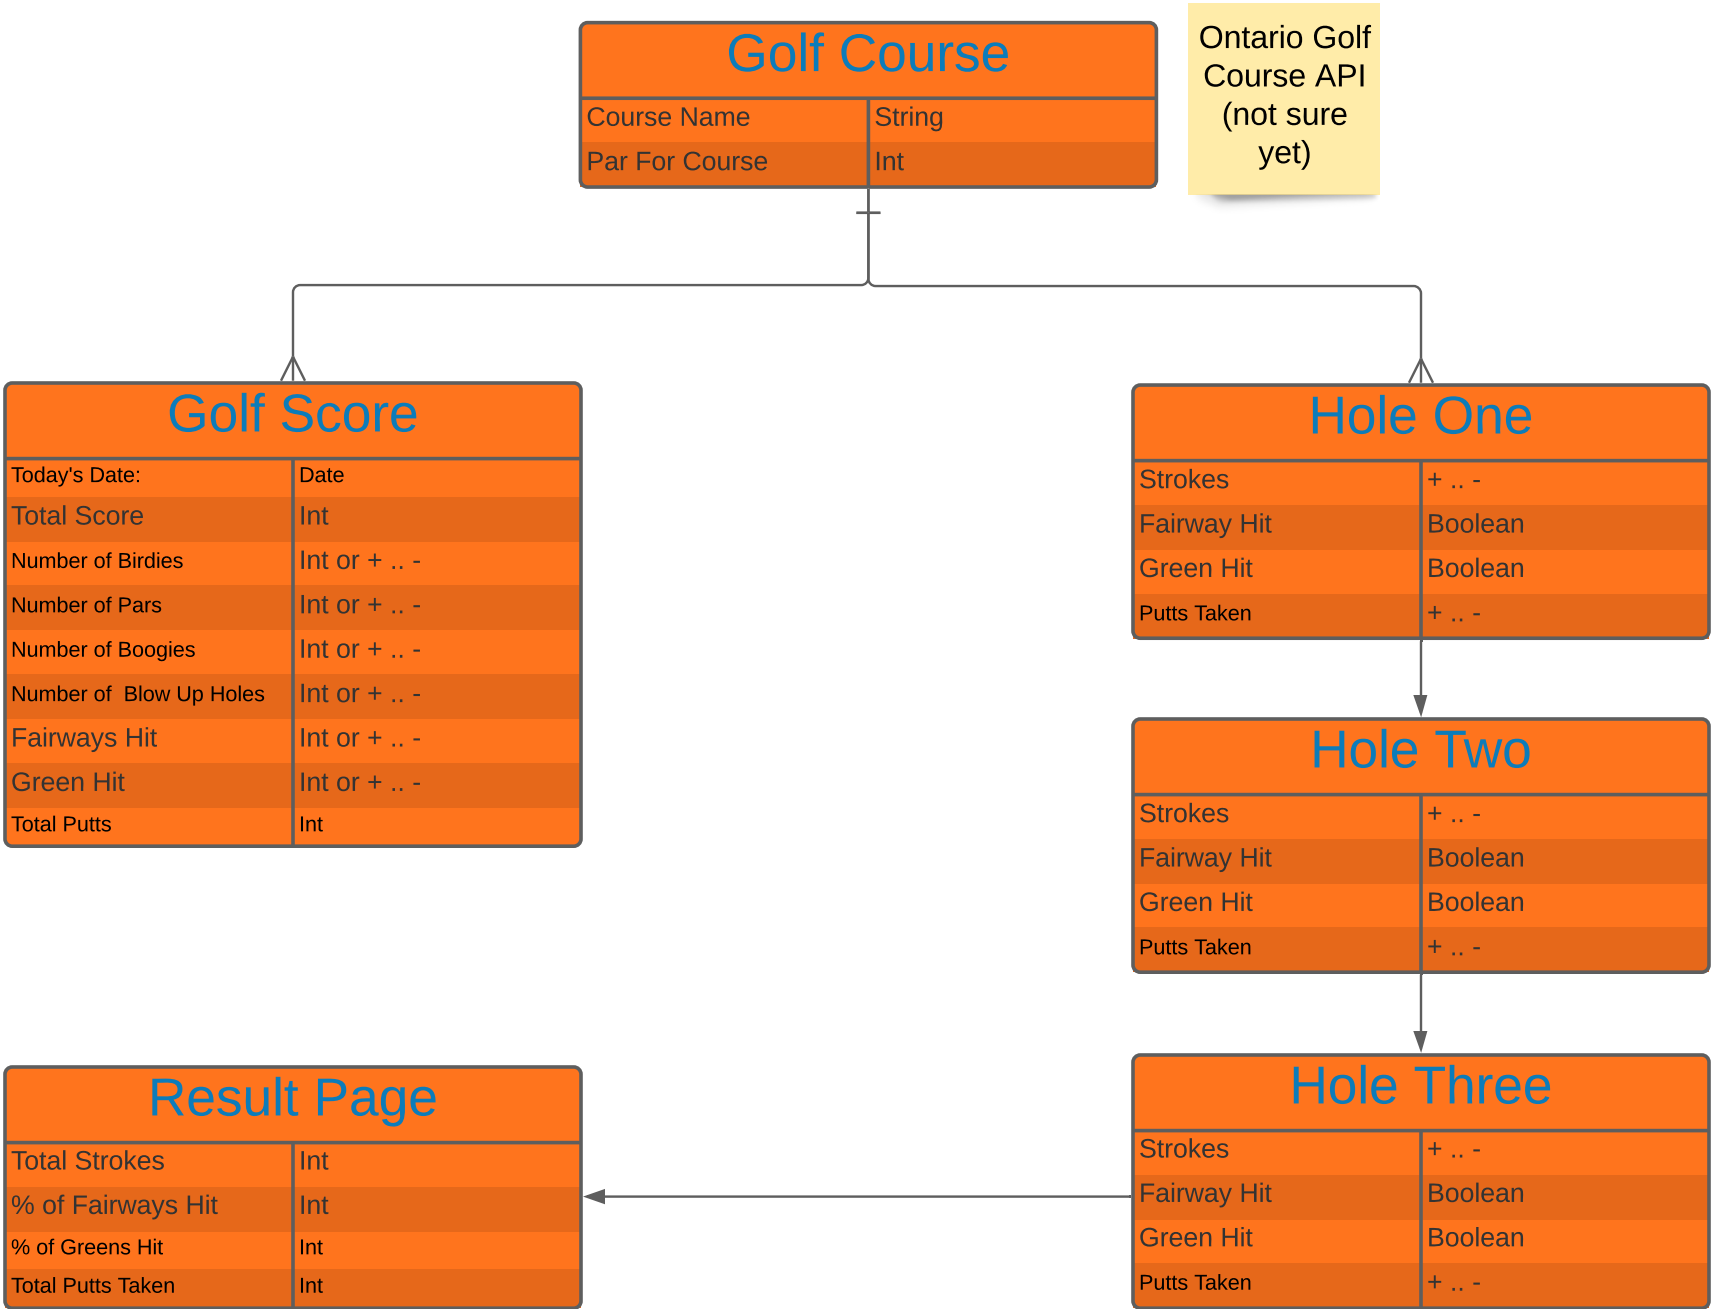 Golf Course
Course Name String
Par For Course Int
Ontario Golf
Course API
(not sure
yet)
Golf Score
Today's Date: Date
Total Score Int
Number of Birdies Int or + .. -
Number of Pars Int or + .. -
Number of Boogies Int or + .. -
Number of  Blow Up Holes Int or + .. -
Fairways Hit Int or + .. -
Green Hit Int or + .. -
Total Putts Int
Hole One
Strokes + .. -
Fairway Hit Boolean
Green Hit Boolean
Putts Taken + .. -
Hole Two
Strokes + .. -
Fairway Hit Boolean
Green Hit Boolean
Putts Taken + .. -
Hole Three
Strokes + .. -
Fairway Hit Boolean
Green Hit Boolean
Putts Taken + .. -
Result Page
Total Strokes Int
% of Fairways Hit Int
% of Greens Hit Int
Total Putts Taken Int